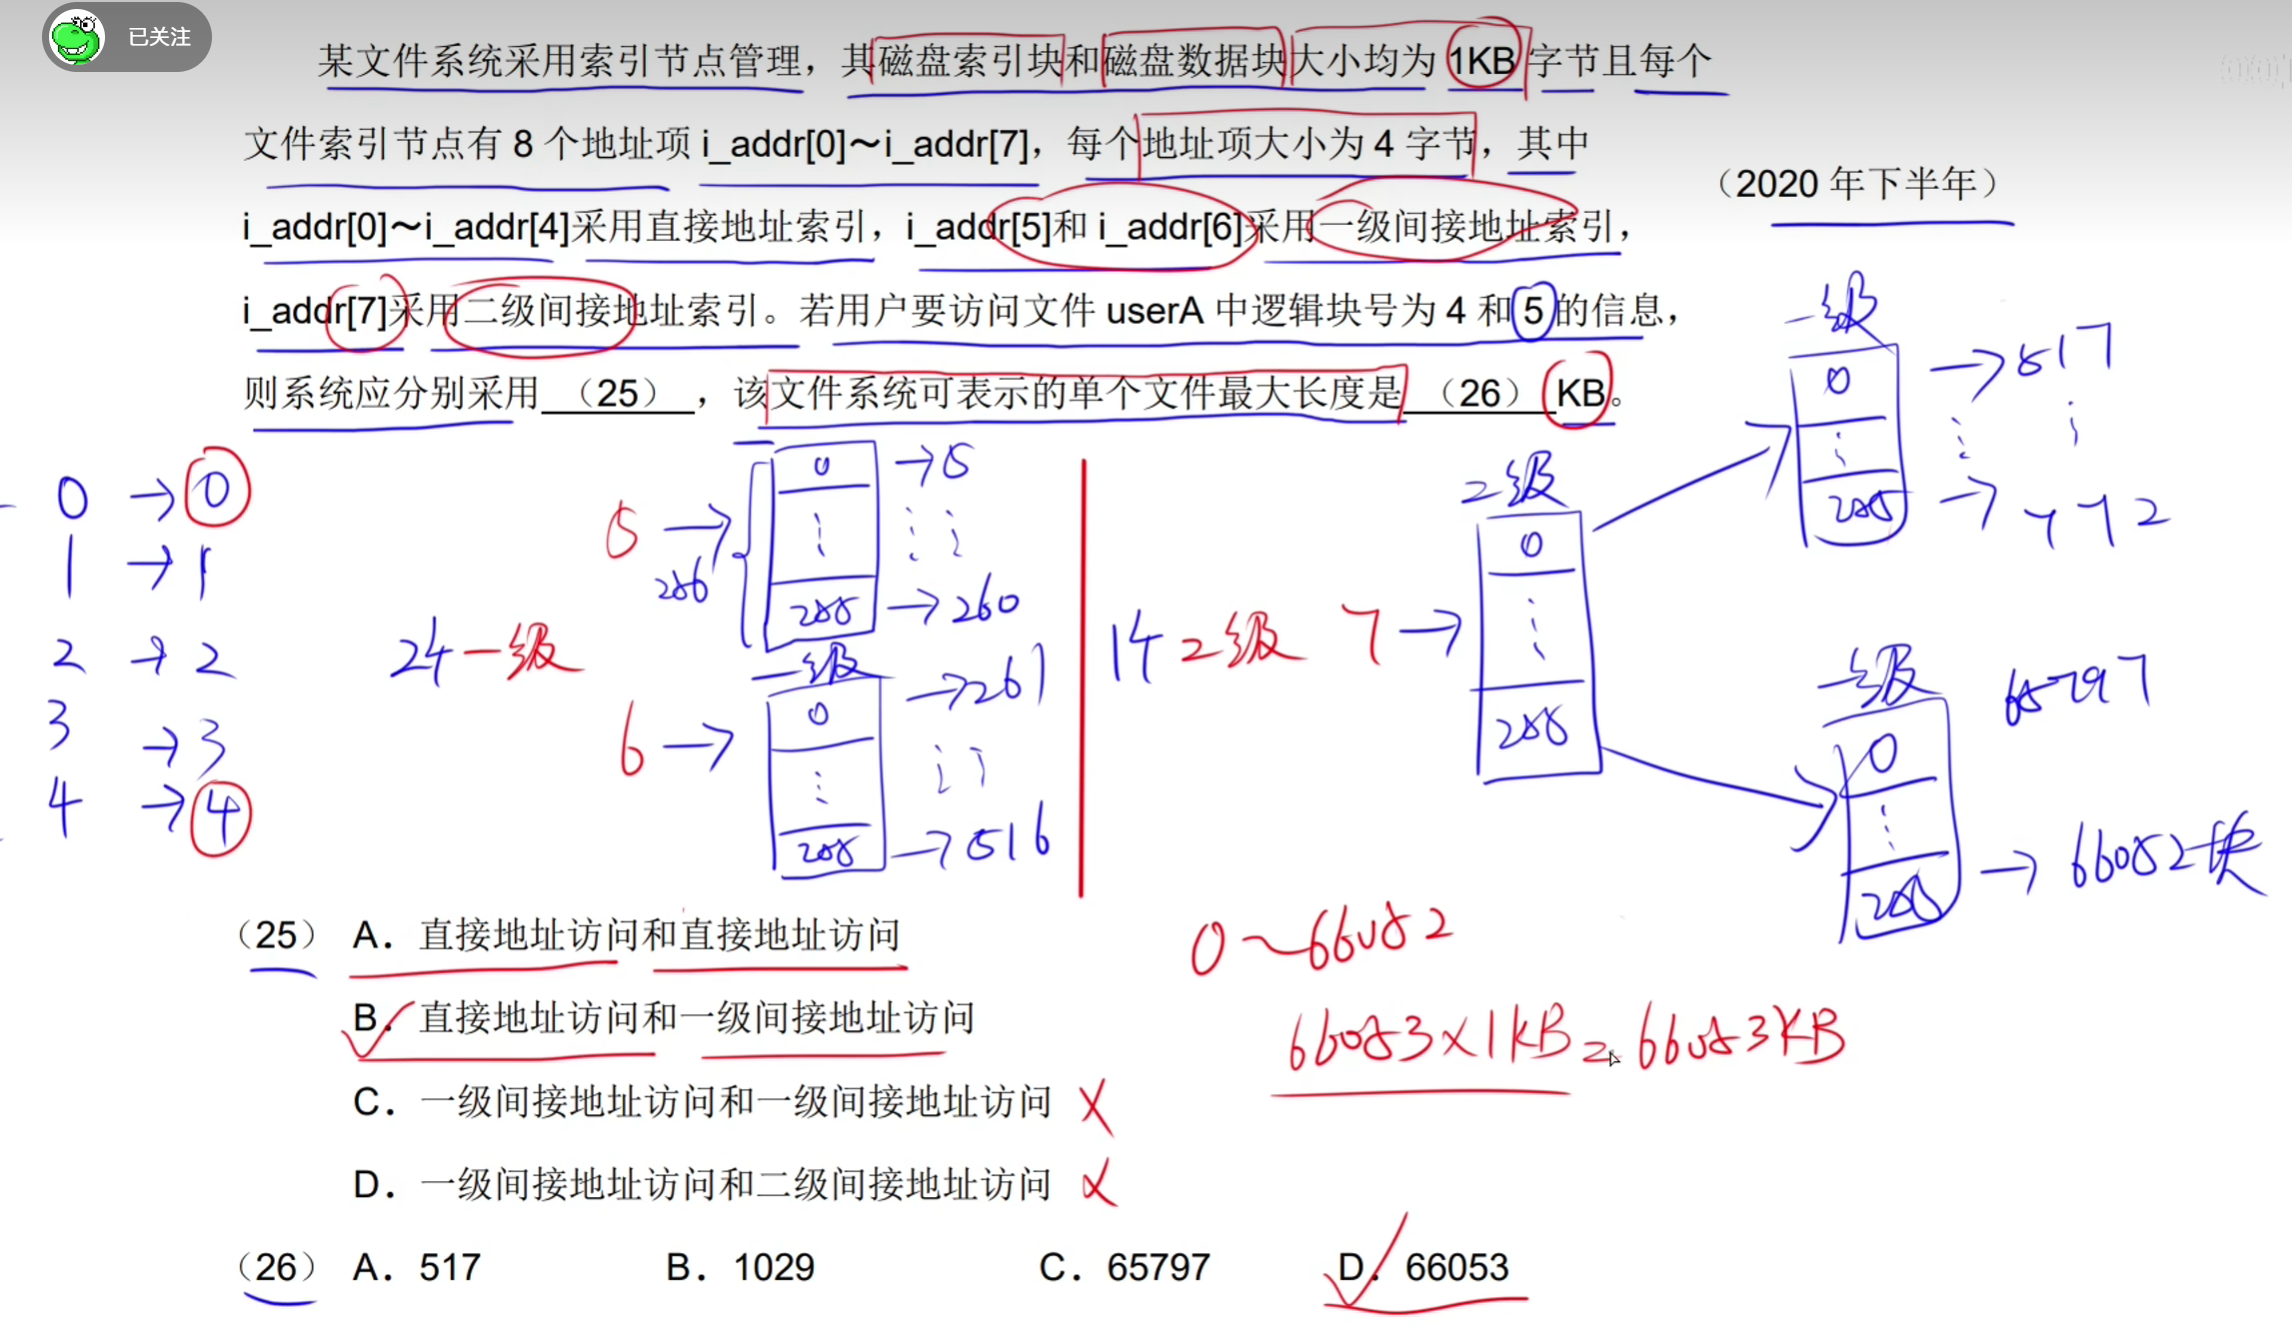 已关注
某文件系统采用索引节点管理，其磁盘索引块和磁盘数据块大小均为1KB字节且每个
文件索引节点有 8 个地址项 i_addr[0]～i_addr[7]，每个地址项大小为 4 字节，其中
（2020 年下半年）
i_addr[0]～i_addr[4]采用直接地址索引，i_addr[5]和 i_addr[6]采用一级间接地址索引，
i_addr[7]采用二级间接地址索引。若用户要访问文件 userA 中逻辑块号为 4 和 5 的信息，
则系统应分别采用 （25） ，该文件系统可表示的单个文件最大长度是 （26） KB。
0 → 0
1 → 1
2 → 2
3 → 3
4 → 4
2个一级
5 →
256
0 → 5
⋮ ⋮ ⋮
255 → 260
一级
6 →
0 → 261
⋮ ⋮ ⋮
255 → 516
1个2级 7 →
2级
0
⋮
255
一级
0 → 517
⋮ ⋮ ⋮
255 → 772
一级
0 65797
⋮
255 → 66052块
0～66052
66053×1KB=66053KB
（25） A．直接地址访问和直接地址访问
B．直接地址访问和一级间接地址访问
C．一级间接地址访问和一级间接地址访问 ×
D．一级间接地址访问和二级间接地址访问 ×
（26） A．517 B．1029 C．65797 D．66053